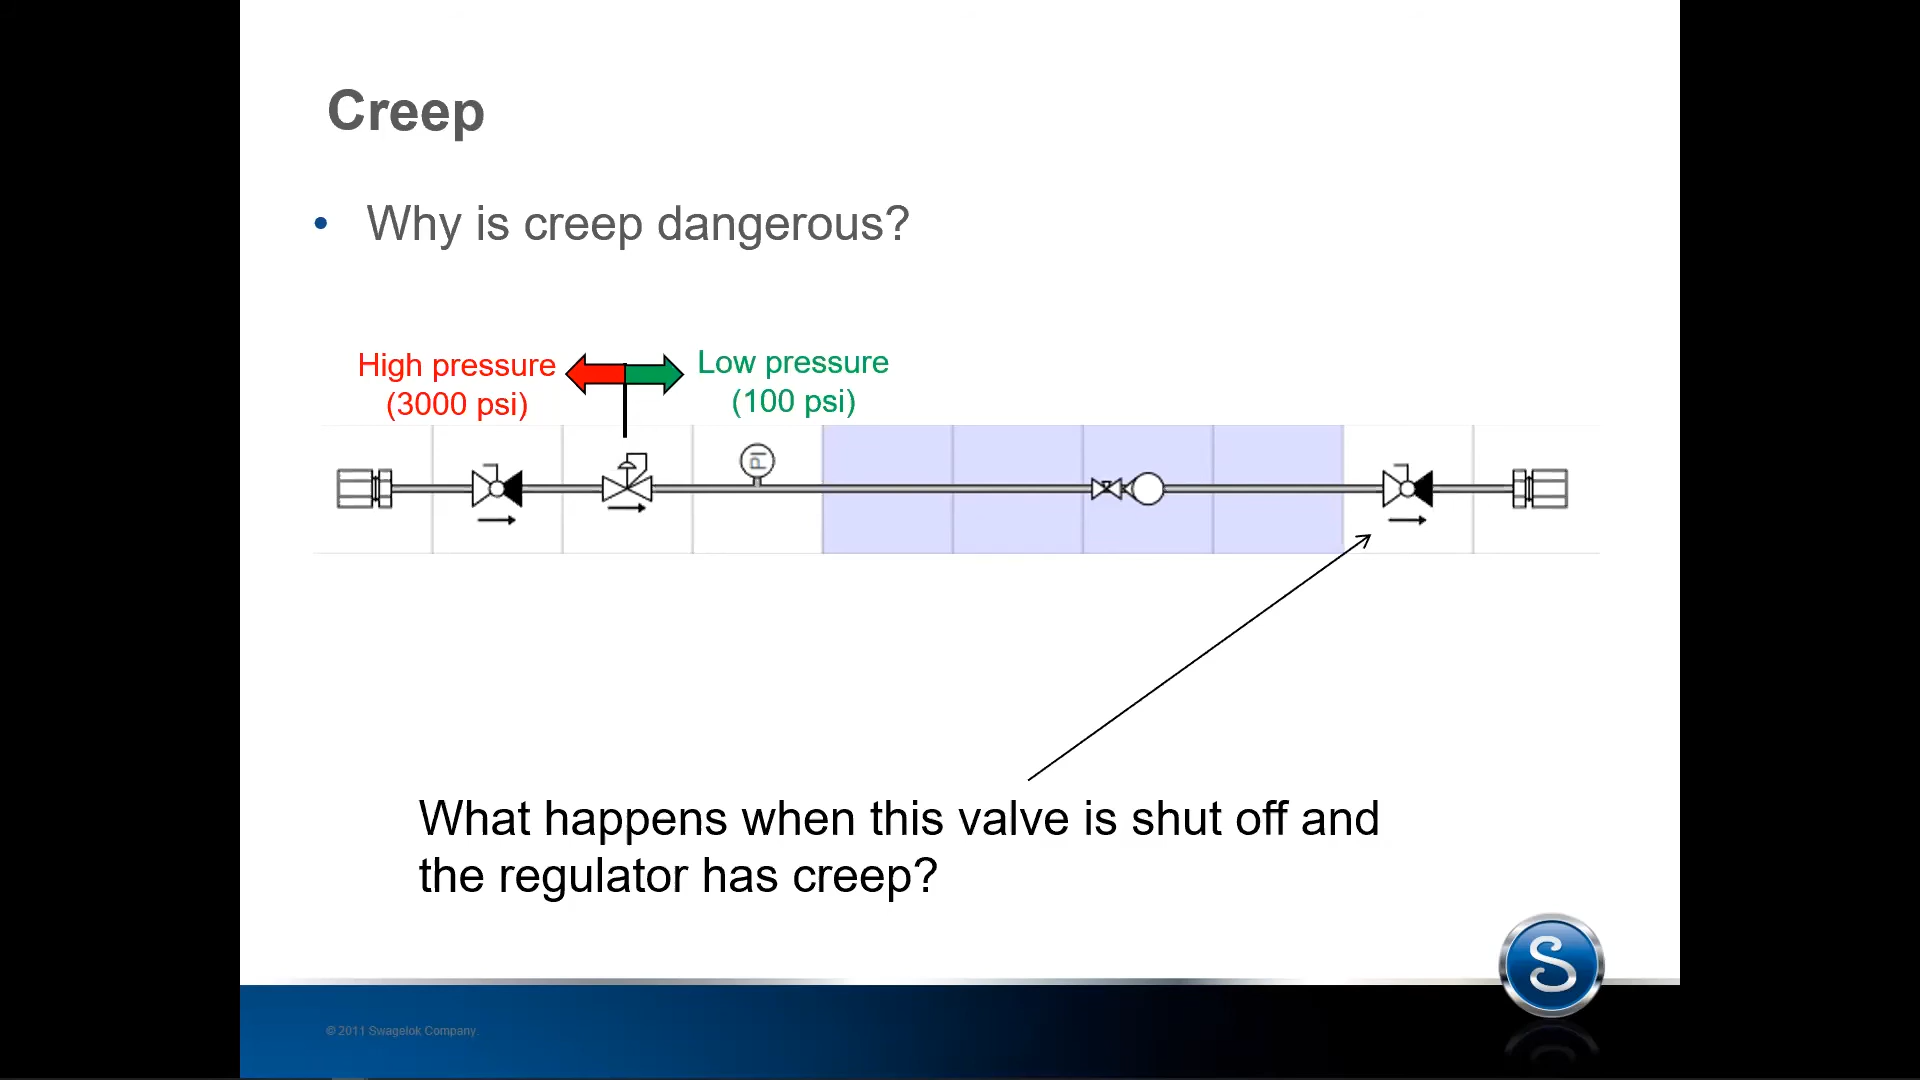 Creep
• Why is creep dangerous?
High pressure
(3000 psi)
Low pressure
(100 psi)
PI
What happens when this valve is shut off and
the regulator has creep?
S
© 2011 Swagelok Company.